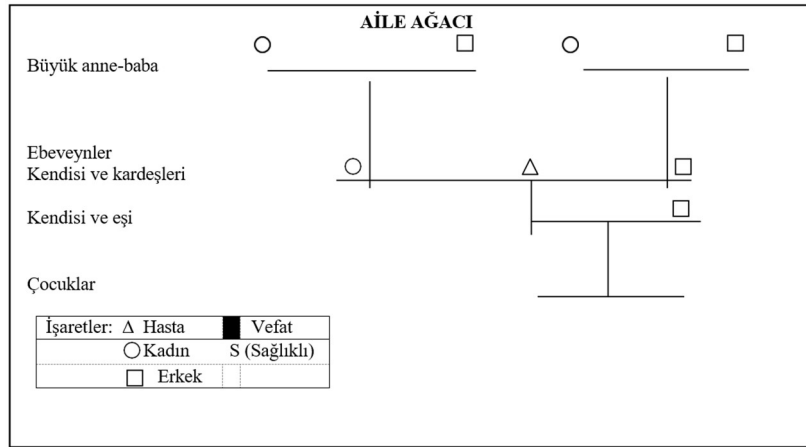 AİLE AĞACI
Büyük anne-baba
Ebeveynler
Kendisi ve kardeşleri
Kendisi ve eşi
Çocuklar
İşaretler: Δ Hasta Vefat
Kadın S (Sağlıklı)
Erkek